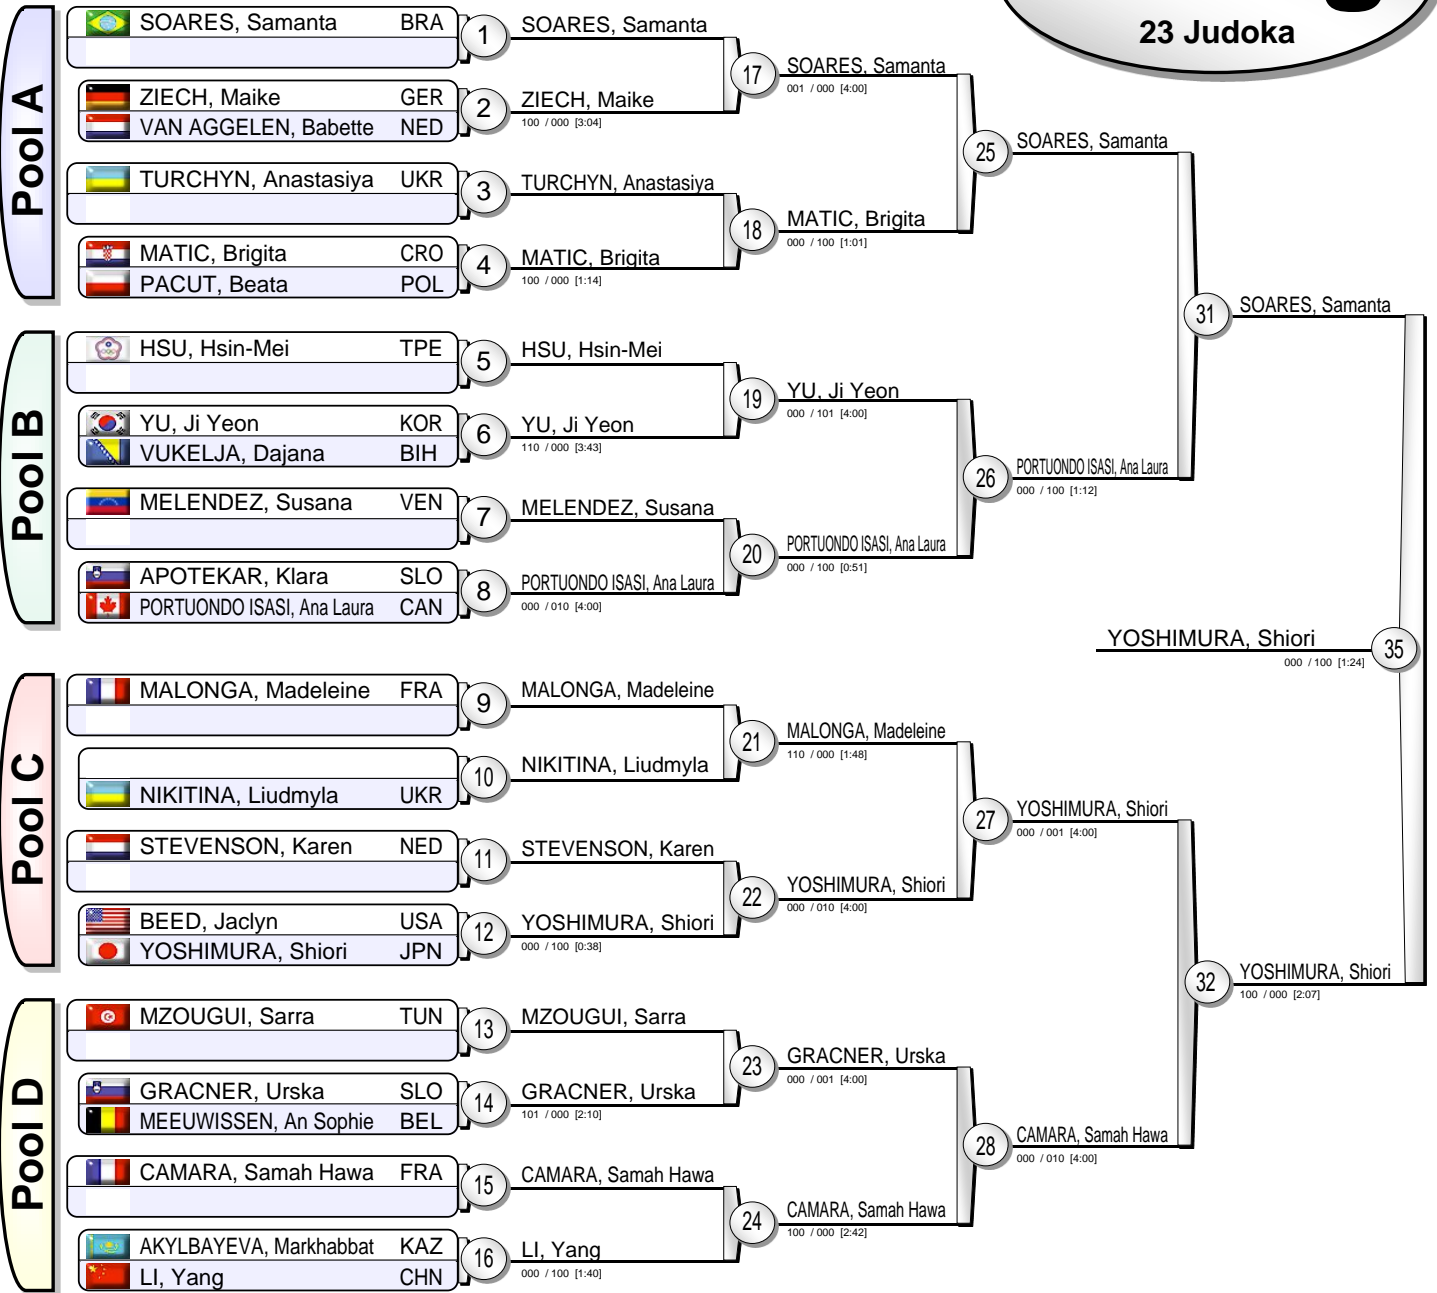 23 Judoka
Pool A
SOARES, Samanta BRA
1
SOARES, Samanta
ZIECH, Maike GER
VAN AGGELEN, Babette NED
2
ZIECH, Maike
100 / 000 [3:04]
17
SOARES, Samanta
001 / 000 [4:00]
TURCHYN, Anastasiya UKR
3
TURCHYN, Anastasiya
MATIC, Brigita CRO
PACUT, Beata POL
4
MATIC, Brigita
100 / 000 [1:14]
18
MATIC, Brigita
000 / 100 [1:01]
25
SOARES, Samanta
Pool B
HSU, Hsin-Mei TPE
5
HSU, Hsin-Mei
YU, Ji Yeon KOR
VUKELJA, Dajana BIH
6
YU, Ji Yeon
110 / 000 [3:43]
19
YU, Ji Yeon
000 / 101 [4:00]
MELENDEZ, Susana VEN
7
MELENDEZ, Susana
APOTEKAR, Klara SLO
PORTUONDO ISASI, Ana Laura CAN
8
PORTUONDO ISASI, Ana Laura
000 / 010 [4:00]
20
PORTUONDO ISASI, Ana Laura
000 / 100 [0:51]
26
PORTUONDO ISASI, Ana Laura
000 / 100 [1:12]
31
SOARES, Samanta
YOSHIMURA, Shiori
000 / 100 [1:24]
35
Pool C
MALONGA, Madeleine FRA
9
MALONGA, Madeleine
NIKITINA, Liudmyla UKR
10
NIKITINA, Liudmyla
21
MALONGA, Madeleine
110 / 000 [1:48]
STEVENSON, Karen NED
11
STEVENSON, Karen
BEED, Jaclyn USA
YOSHIMURA, Shiori JPN
12
YOSHIMURA, Shiori
000 / 100 [0:38]
22
YOSHIMURA, Shiori
000 / 010 [4:00]
27
YOSHIMURA, Shiori
000 / 001 [4:00]
Pool D
MZOUGUI, Sarra TUN
13
MZOUGUI, Sarra
GRACNER, Urska SLO
MEEUWISSEN, An Sophie BEL
14
GRACNER, Urska
101 / 000 [2:10]
23
GRACNER, Urska
000 / 001 [4:00]
CAMARA, Samah Hawa FRA
15
CAMARA, Samah Hawa
AKYLBAYEVA, Markhabbat KAZ
LI, Yang CHN
16
LI, Yang
000 / 100 [1:40]
24
CAMARA, Samah Hawa
100 / 000 [2:42]
28
CAMARA, Samah Hawa
000 / 010 [4:00]
32
YOSHIMURA, Shiori
100 / 000 [2:07]